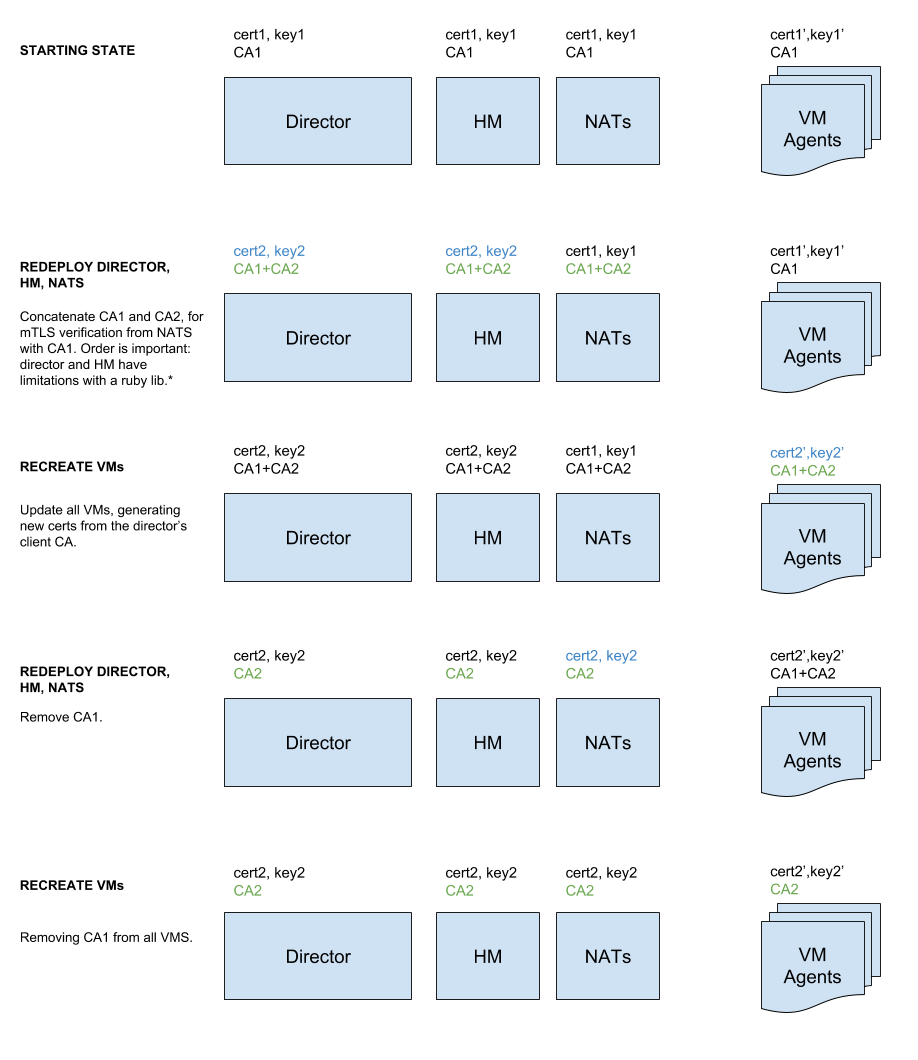 STARTING STATE
cert1, key1
CA1
cert1, key1
CA1
cert1, key1
CA1
cert1’,key1’
CA1
Director
HM
NATs
VM
Agents
REDEPLOY DIRECTOR,
HM, NATS
Concatenate CA1 and CA2, for
mTLS verification from NATS
with CA1. Order is important:
director and HM have
limitations with a ruby lib.*
cert2, key2
CA1+CA2
cert2, key2
CA1+CA2
cert1, key1
CA1+CA2
cert1’,key1’
CA1
Director
HM
NATs
VM
Agents
RECREATE VMs
Update all VMs, generating
new certs from the director’s
client CA.
cert2, key2
CA1+CA2
cert2, key2
CA1+CA2
cert1, key1
CA1+CA2
cert2’,key2’
CA1+CA2
Director
HM
NATs
VM
Agents
REDEPLOY DIRECTOR,
HM, NATS
Remove CA1.
cert2, key2
CA2
cert2, key2
CA2
cert2, key2
CA2
cert2’,key2’
CA1+CA2
Director
HM
NATs
VM
Agents
RECREATE VMs
Removing CA1 from all VMS.
cert2, key2
CA2
cert2, key2
CA2
cert2, key2
CA2
cert2’,key2’
CA2
Director
HM
NATs
VM
Agents